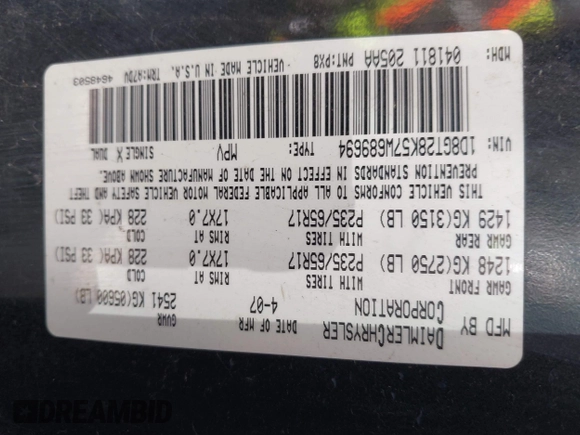 MFD BY DAIMLERCHRYSLER CORPORATION
DATE OF MFR 4-07
GVWR 2541 KG(05600 LB)
GAWR FRONT WITH TIRES RIMS AT COLD
1248 KG(2750 LB) P235/65R17 17X7.0 228 KPA( 33 PSI)
GAWR REAR WITH TIRES RIMS AT COLD
1429 KG(3150 LB) P235/65R17 17X7.0 228 KPA( 33 PSI)
THIS VEHICLE CONFORMS TO ALL APPLICABLE FEDERAL MOTOR VEHICLE SAFETY AND THEFT
PREVENTION STANDARDS IN EFFECT ON THE DATE OF MANUFACTURE SHOWN ABOVE.
VIN: 1D8GT28K57W689694 TYPE: MPV SINGLE X DUAL
MDH: 041811 205AA PNT:PXB VEHICLE MADE IN U.S.A. TRM:A7DV 4648503
DREAMBID